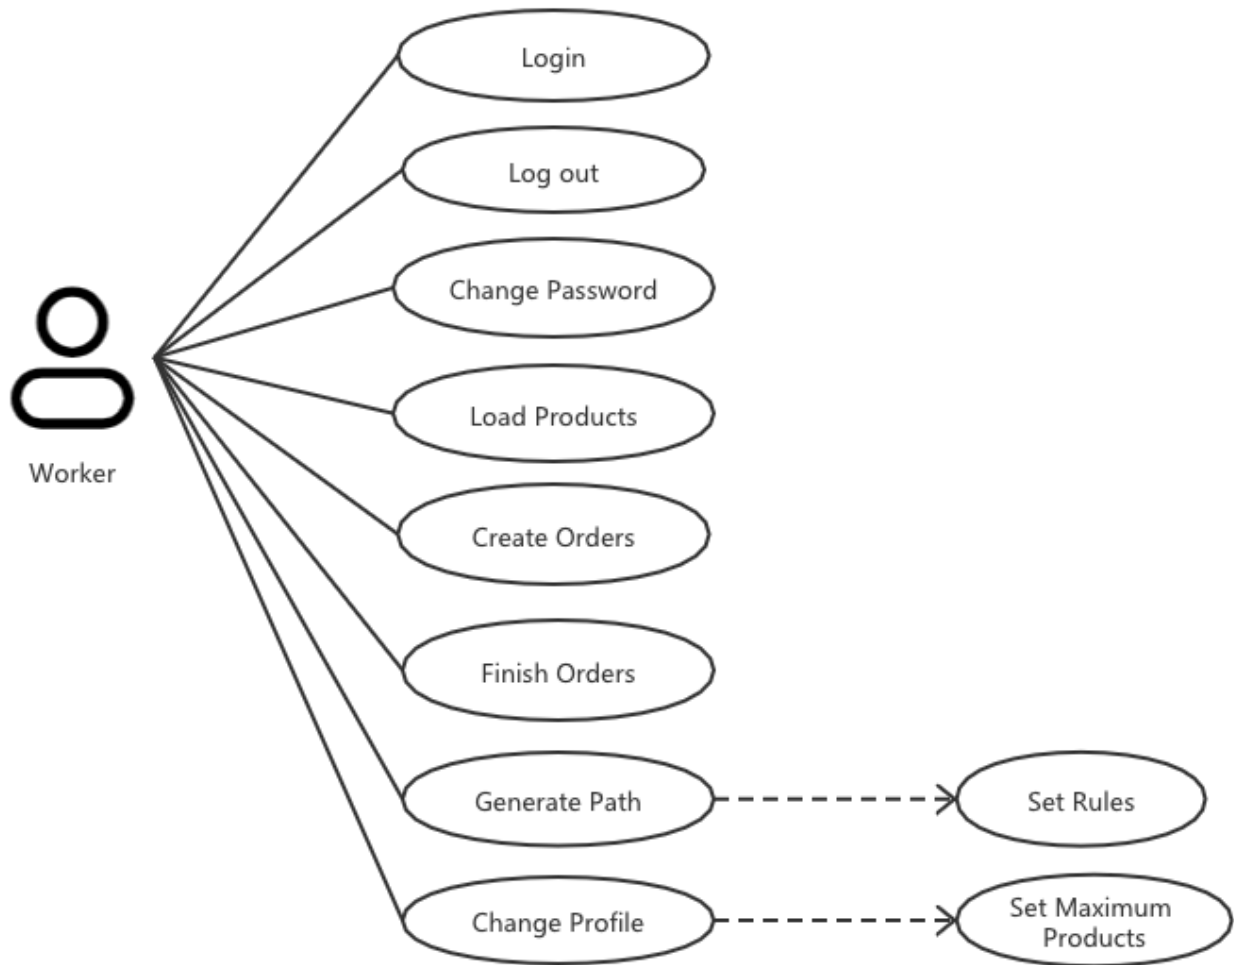 Login
Log out
Change Password
Load Products
Worker
Create Orders
Finish Orders
Generate Path
Set Rules
Change Profile
Set Maximum
Products